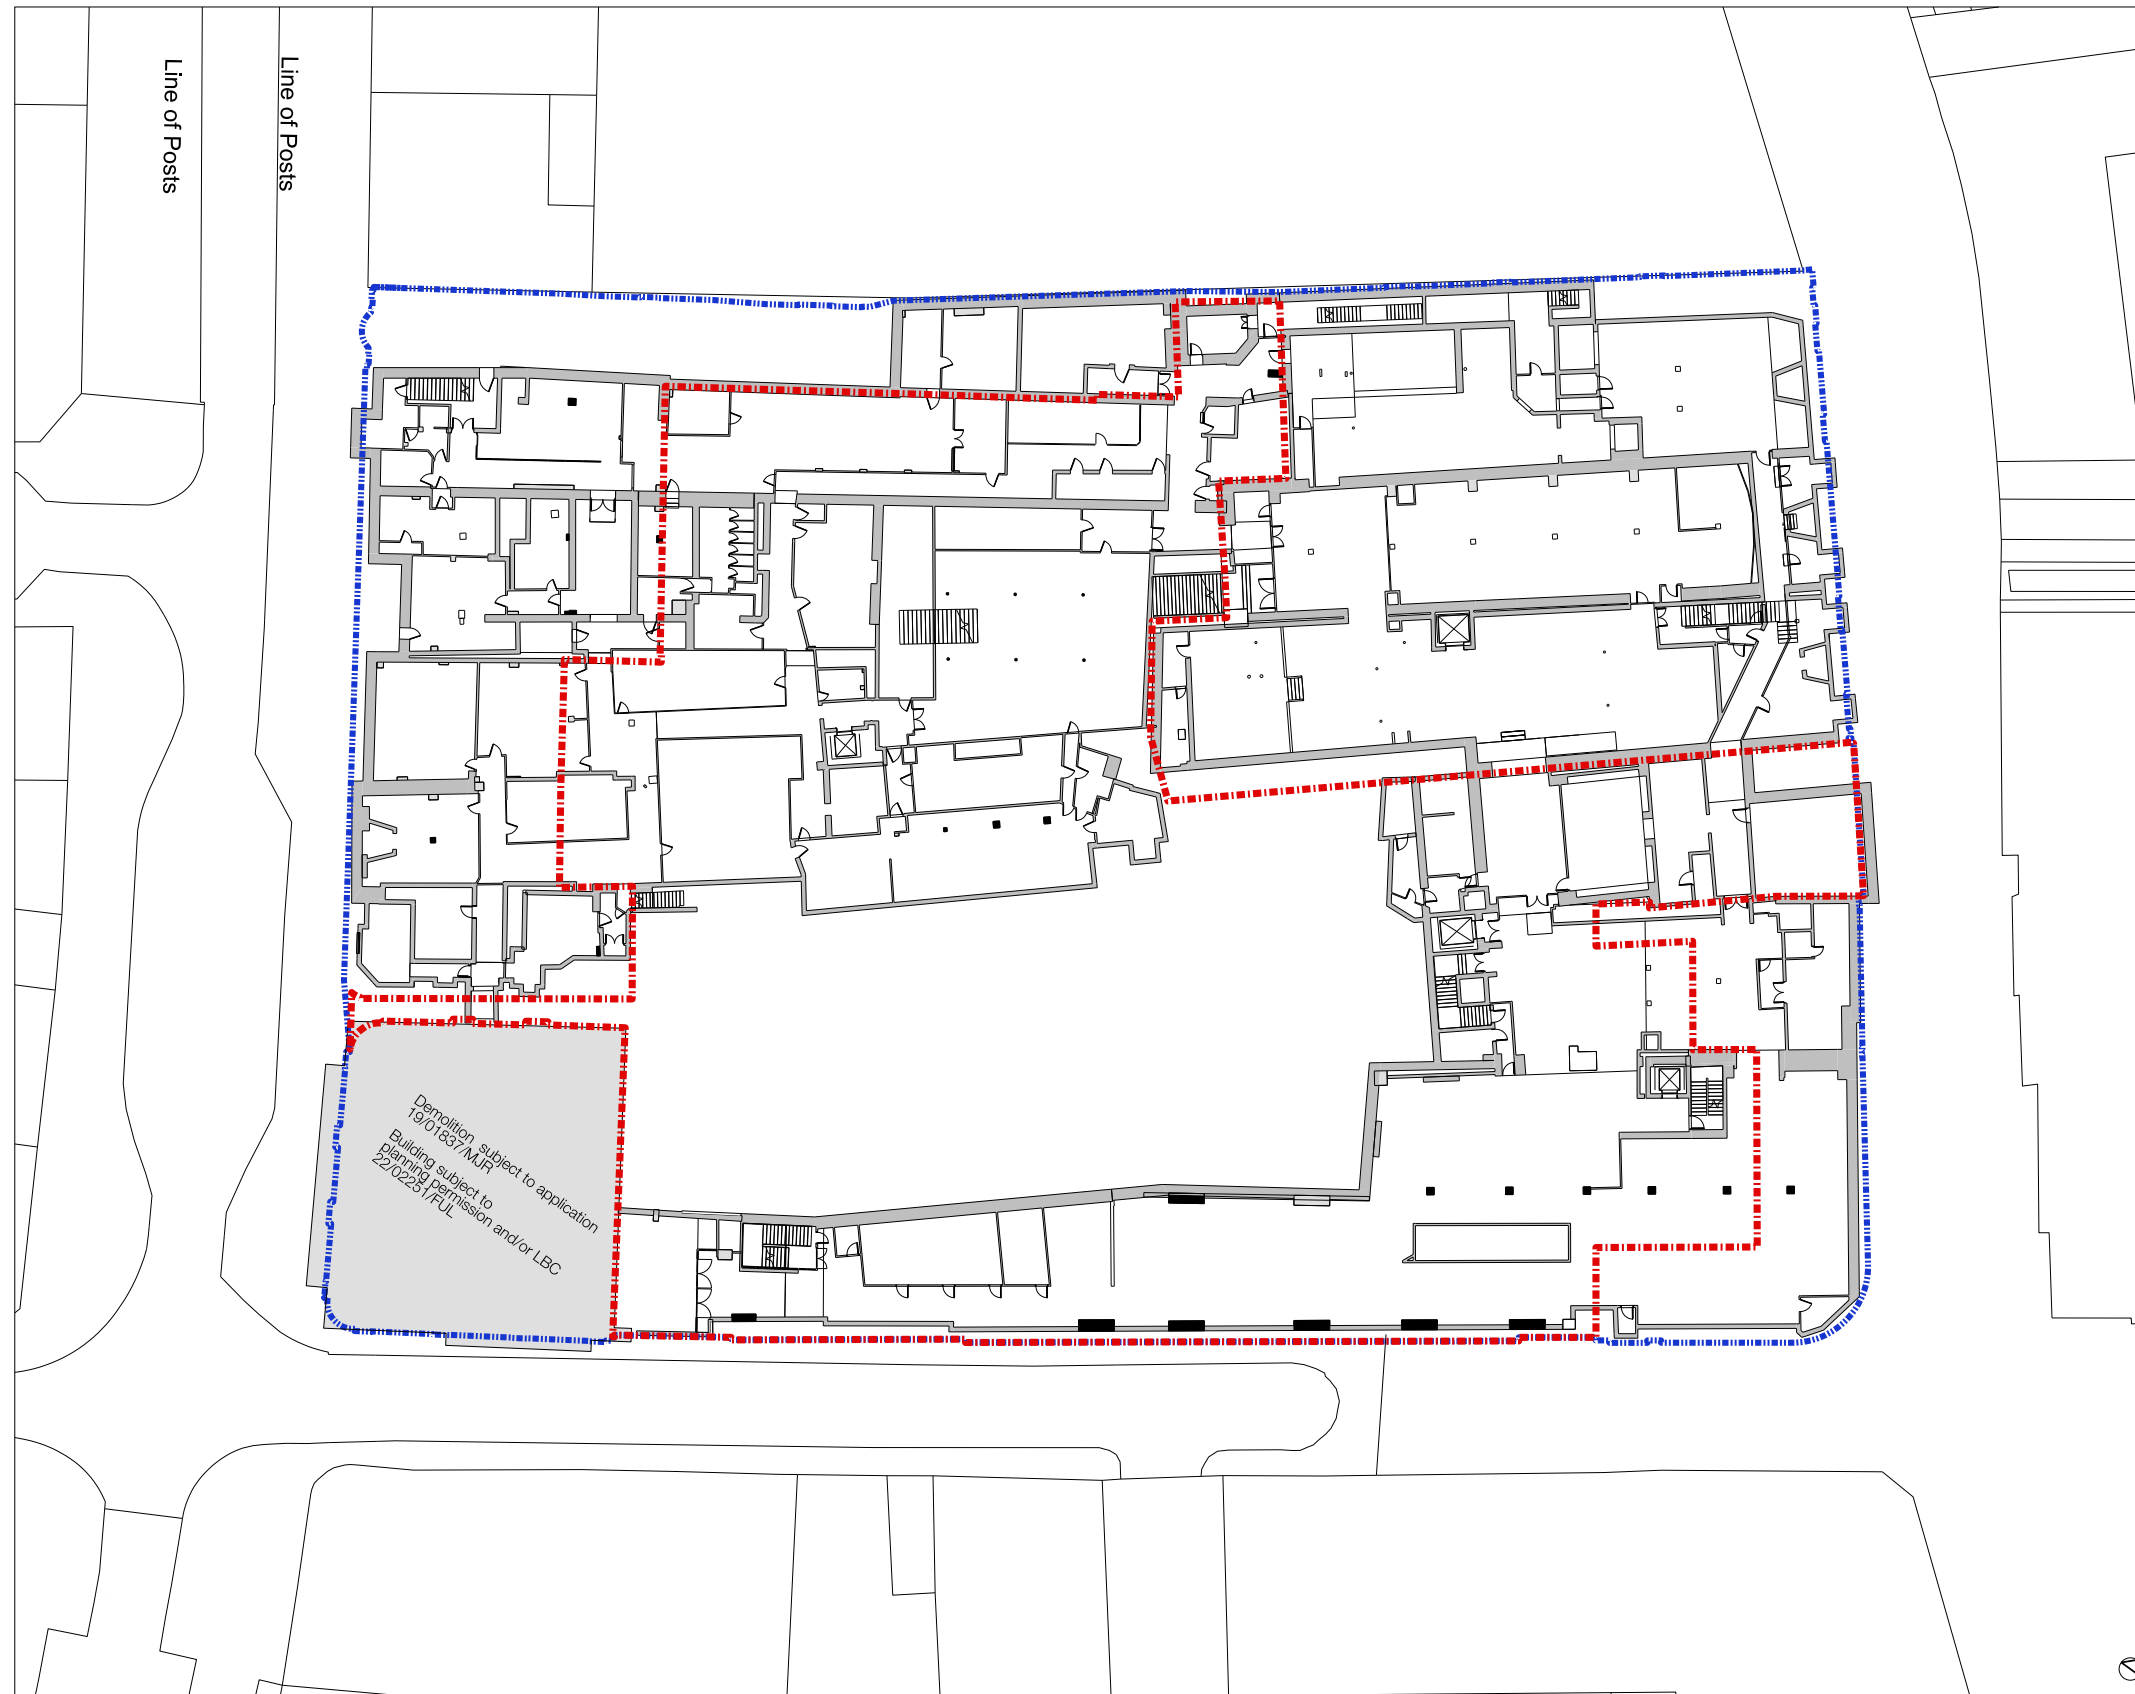 Line of Posts
Line of Posts
Demolition subject to application
19/01837/MJR
Building subject to
planning permission and/or LBC
22/02251/FUL